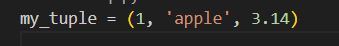 my_tuple = (1, 'apple', 3.14)